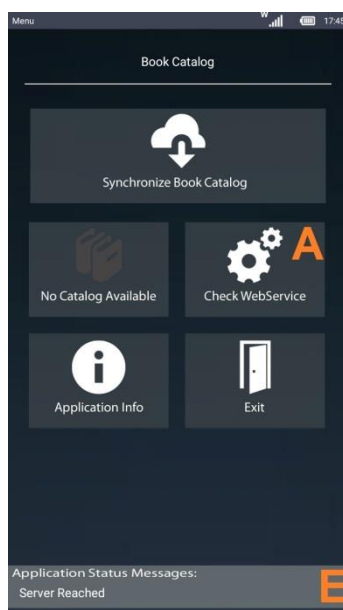 Menu
W
17:45
Book Catalog
Synchronize Book Catalog
A
No Catalog Available
Check WebService
Application Info
Exit
Application Status Messages:
Server Reached